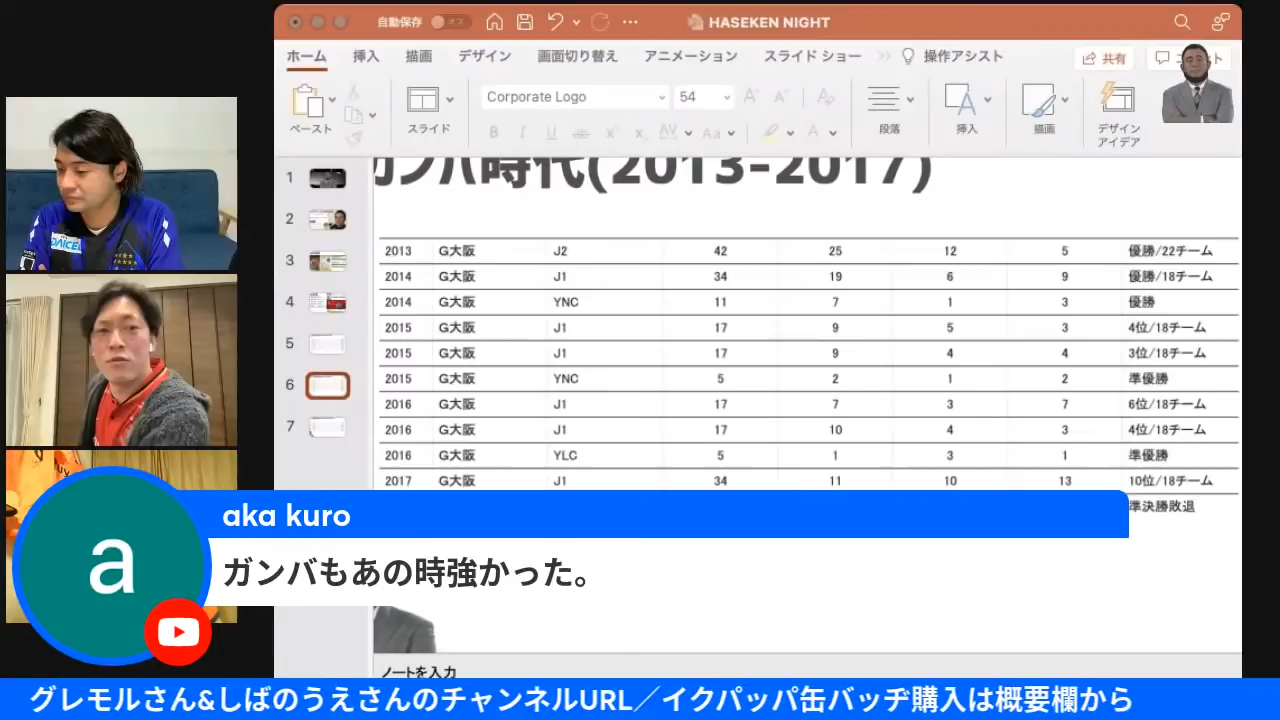 自動保存 オフ
HASEKEN NIGHT
ホーム 挿入 描画 デザイン 画面切り替え アニメーション スライド ショー 操作アシスト 共有
Corporate Logo 54
ペースト スライド 段落 挿入 描画 デザイン
アイデア
ガンバ時代(2013-2017)
1
2
3
4
5
6
7
2013 G大阪 J2 42 25 12 5 優勝/22チーム
2014 G大阪 J1 34 19 6 9 優勝/18チーム
2014 G大阪 YNC 11 7 1 3 優勝
2015 G大阪 J1 17 9 5 3 4位/18チーム
2015 G大阪 J1 17 9 4 4 3位/18チーム
2015 G大阪 YNC 5 2 1 2 準優勝
2016 G大阪 J1 17 7 3 7 6位/18チーム
2016 G大阪 J1 17 10 4 3 4位/18チーム
2016 G大阪 YLC 5 1 3 1 準優勝
2017 G大阪 J1 34 11 10 13 10位/18チーム
準決勝敗退
DAICEL
a
aka kuro
ガンバもあの時強かった。
ノートを入力
グレモルさん&しばのうえさんのチャンネルURL／イクパッパ缶バッヂ購入は概要欄から